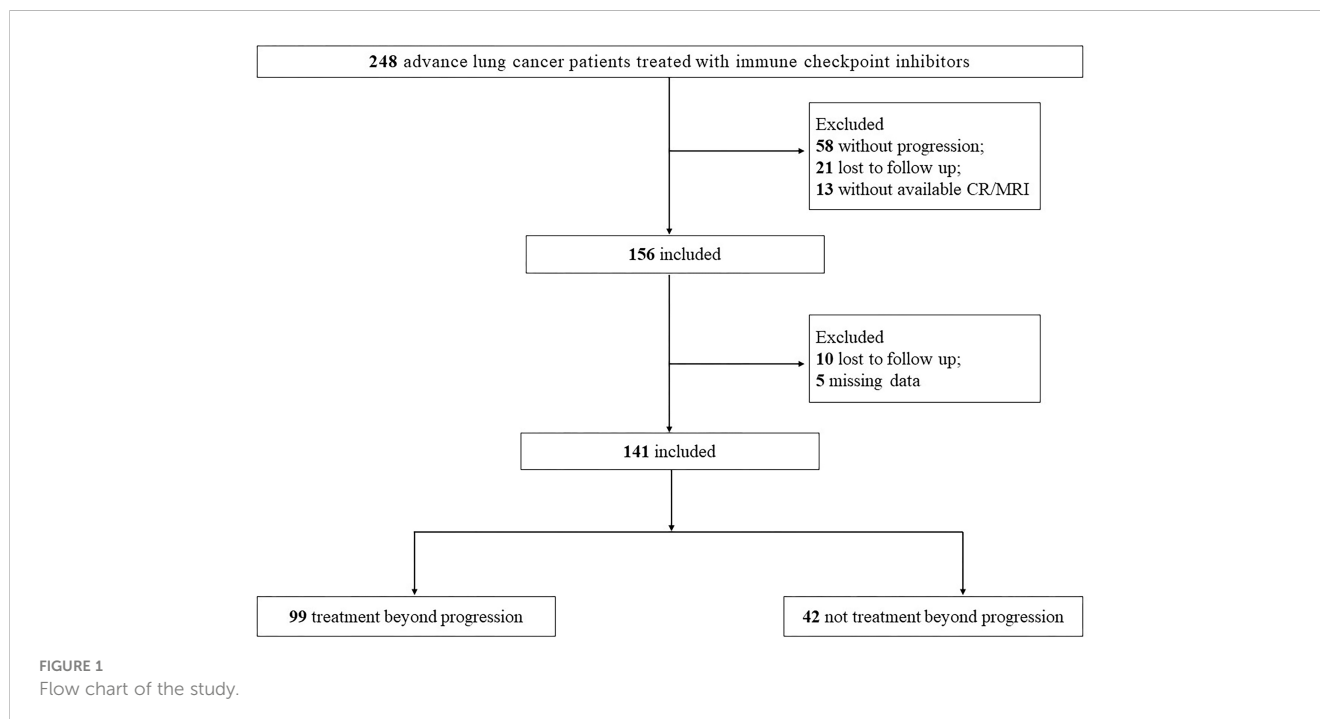 248 advance lung cancer patients treated with immune checkpoint inhibitors
Excluded
58 without progression;
21 lost to follow up;
13 without available CR/MRI
156 included
Excluded
10 lost to follow up;
5 missing data
141 included
99 treatment beyond progression
42 not treatment beyond progression
FIGURE 1
Flow chart of the study.